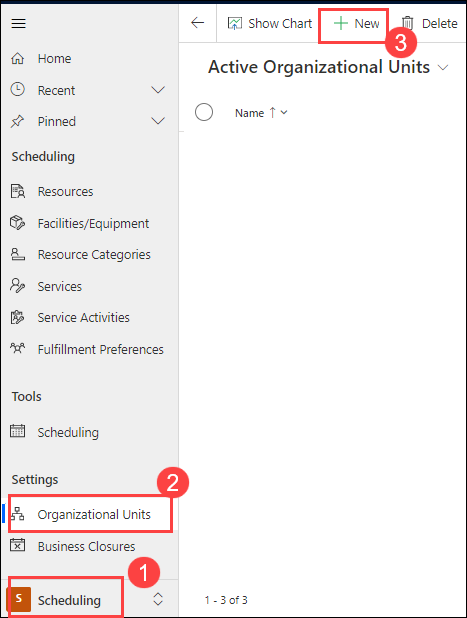 Show Chart
New
Delete
3
Home
Active Organizational Units
Recent
Name
Pinned
Scheduling
Resources
Facilities/Equipment
Resource Categories
Services
Service Activities
Fulfillment Preferences
Tools
Scheduling
Settings
2
Organizational Units
Business Closures
1
S Scheduling
1 - 3 of 3